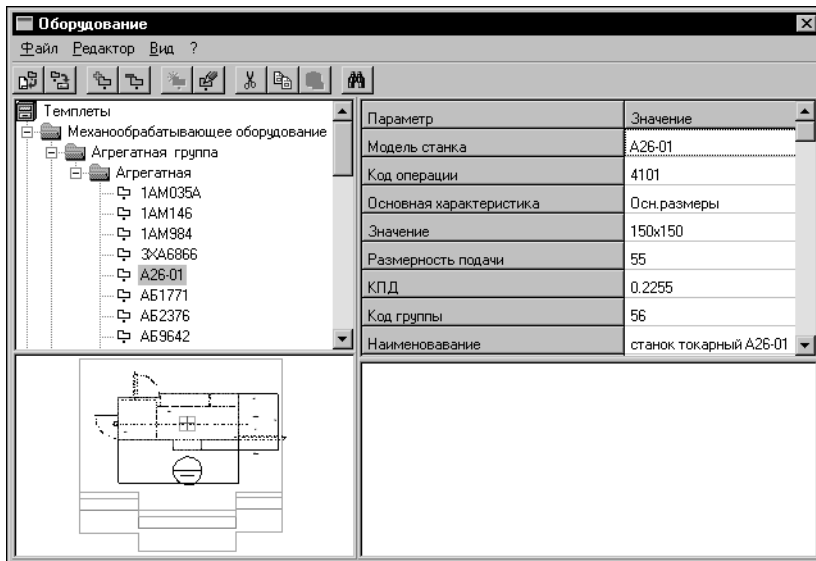 Оборудование
Файл Редактор Вид ?
Темплеты
Механообрабатывающее оборудование
Агрегатная группа
Агрегатная
1АМ035А
1АМ146
1АМ984
3ХА6866
А26-01
АБ1771
АБ2376
АБ9642
Параметр Значение
Модель станка А26-01
Код операции 4101
Основная характеристика Осн.размеры
Значение 150х150
Размерность подачи 55
КПД 0.2255
Код группы 56
Наименовавание станок токарный А26-01